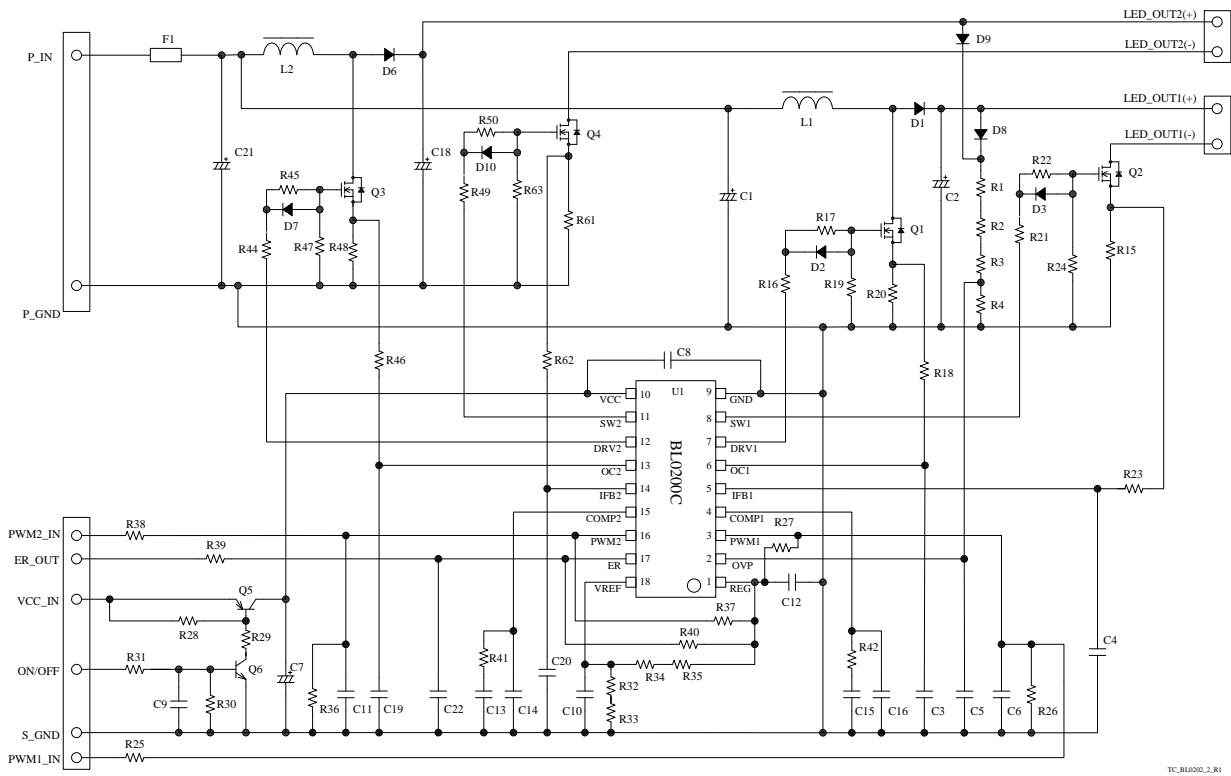 LED_OUT2(+)
F1
D9
LED_OUT2(-)
P_IN
L2
D6
LED_OUT1(+)
L1
D1
R50
Q4
D8
LED_OUT1(-)
C21
C18
D10
R22
R45
Q3
R49
R63
R1
Q2
D7
C1
C2
D3
R61
R17
R2
R21
R44
R47
R48
Q1
R15
D2
R3
R24
R16
R19
R20
R4
P_GND
C8
R46
R62
R18
U1
VCC
10
9
GND
SW2
11
8
SW1
DRV2
12
7
DRV1
OC2
13
6
OC1
BL0200C
IFB2
14
5
IFB1
R23
COMP2
15
4
COMP1
PWM2_IN
R38
PWM2
16
3
PWM1
R27
ER_OUT
R39
ER
17
2
OVP
VREF
18
1
REG
C12
VCC_IN
Q5
R28
R37
R29
R40
C4
ON/OFF
R31
Q6
C7
R41
C20
R34
R35
R42
R32
C9
R30
R36
C11
C19
C22
C13
C14
C10
R33
C15
C16
C3
C5
C6
R26
S_GND
R25
PWM1_IN
TC_BL0202_2_R1